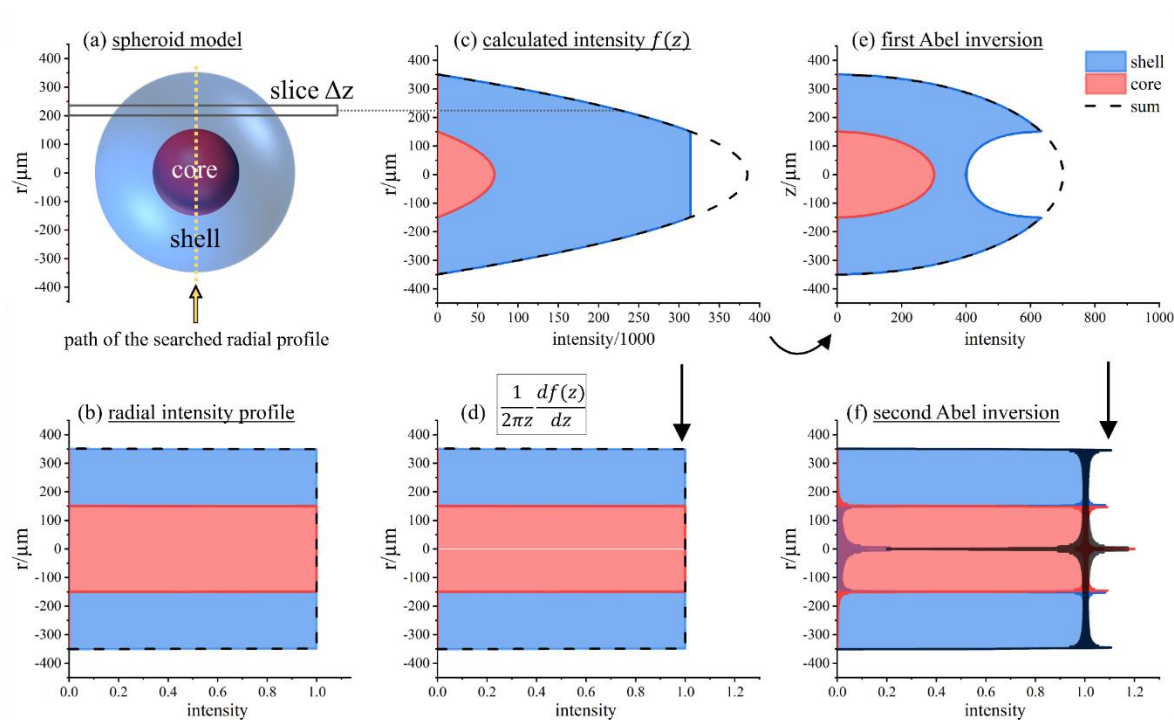 (a) spheroid model
400
300
200
100
0
-100
-200
-300
-400
r/μm
slice Δz
core
shell
path of the searched radial profile
(c) calculated intensity f(z)
400
300
200
100
0
-100
-200
-300
-400
r/μm
0 50 100 150 200 250 300 350 400
intensity/1000
(e) first Abel inversion
400
300
200
100
0
-100
-200
-300
-400
z/μm
0 200 400 600 800 1000
intensity
shell
core
sum
(b) radial intensity profile
400
300
200
100
0
-100
-200
-300
-400
r/μm
0.0 0.2 0.4 0.6 0.8 1.0
intensity
(d)
1 df(z)
2πz dz
400
300
200
100
0
-100
-200
-300
-400
r/μm
0.0 0.2 0.4 0.6 0.8 1.0 1.2
intensity
(f) second Abel inversion
400
300
200
100
0
-100
-200
-300
-400
r/μm
0.0 0.2 0.4 0.6 0.8 1.0 1.2
intensity